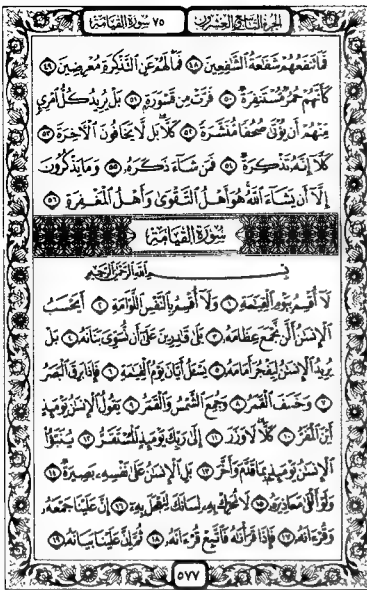 الجزء التاسع والعشرون ٧٥ سورة القيامة
فَمَا تَنفَعُهُمْ شَفَاعَةُ ٱلشَّٰفِعِينَ ٤٨ فَمَا لَهُمْ عَنِ ٱلتَّذْكِرَةِ مُعْرِضِينَ ٤٩
كَأَنَّهُمْ حُمُرٌ مُّسْتَنفِرَةٌ ٥٠ فَرَّتْ مِن قَسْوَرَةٍ ٥١ بَلْ يُرِيدُ كُلُّ ٱمْرِئٍ
مِّنْهُمْ أَن يُؤْتَىٰ صُحُفًا مُّنَشَّرَةً ٥٢ كَلَّا بَل لَّا يَخَافُونَ ٱلْـَٔاخِرَةَ ٥٣
كَلَّآ إِنَّهُۥ تَذْكِرَةٌ ٥٤ فَمَن شَآءَ ذَكَرَهُۥ ٥٥ وَمَا يَذْكُرُونَ
إِلَّآ أَن يَشَآءَ ٱللَّهُ هُوَ أَهْلُ ٱلتَّقْوَىٰ وَأَهْلُ ٱلْمَغْفِرَةِ ٥٦
سُورَةُ القِيَامَةِ
بِسْمِ ٱللَّهِ ٱلرَّحْمَٰنِ ٱلرَّحِيمِ
لَآ أُقْسِمُ بِيَوْمِ ٱلْقِيَٰمَةِ ١ وَلَآ أُقْسِمُ بِٱلنَّفْسِ ٱللَّوَّامَةِ ٢ أَيَحْسَبُ
ٱلْإِنسَٰنُ أَلَّن نَّجْمَعَ عِظَامَهُۥ ٣ بَلَىٰ قَٰدِرِينَ عَلَىٰٓ أَن نُّسَوِّىَ بَنَانَهُۥ ٤ بَلْ
يُرِيدُ ٱلْإِنسَٰنُ لِيَفْجُرَ أَمَامَهُۥ ٥ يَسْـَٔلُ أَيَّانَ يَوْمُ ٱلْقِيَٰمَةِ ٦ فَإِذَا بَرِقَ ٱلْبَصَرُ
٧ وَخَسَفَ ٱلْقَمَرُ ٨ وَجُمِعَ ٱلشَّمْسُ وَٱلْقَمَرُ ٩ يَقُولُ ٱلْإِنسَٰنُ يَوْمَئِذٍ
أَيْنَ ٱلْمَفَرُّ ١٠ كَلَّا لَا وَزَرَ ١١ إِلَىٰ رَبِّكَ يَوْمَئِذٍ ٱلْمُسْتَقَرُّ ١٢ يُنَبَّؤُا۟
ٱلْإِنسَٰنُ يَوْمَئِذٍۭ بِمَا قَدَّمَ وَأَخَّرَ ١٣ بَلِ ٱلْإِنسَٰنُ عَلَىٰ نَفْسِهِۦ بَصِيرَةٌ ١٤
وَلَوْ أَلْقَىٰ مَعَاذِيرَهُۥ ١٥ لَا تُحَرِّكْ بِهِۦ لِسَانَكَ لِتَعْجَلَ بِهِۦٓ ١٦ إِنَّ عَلَيْنَا جَمْعَهُۥ
وَقُرْءَانَهُۥ ١٧ فَإِذَا قَرَأْنَٰهُ فَٱتَّبِعْ قُرْءَانَهُۥ ١٨ ثُمَّ إِنَّ عَلَيْنَا بَيَانَهُۥ ١٩
٥٧٧